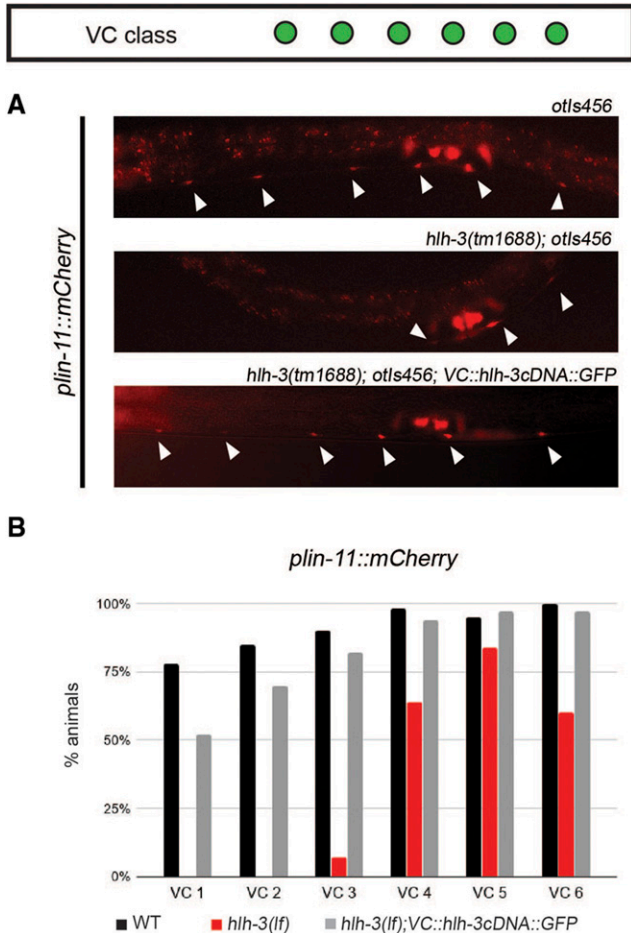 VC class
A
otIs456
plin-11::mCherry
hlh-3(tm1688); otIs456
hlh-3(tm1688); otIs456; VC::hlh-3cDNA::GFP
B
plin-11::mCherry
100%
75%
50%
25%
0%
% animals
VC 1 VC 2 VC 3 VC 4 VC 5 VC 6
WT hlh-3(lf) hlh-3(lf);VC::hlh-3cDNA::GFP